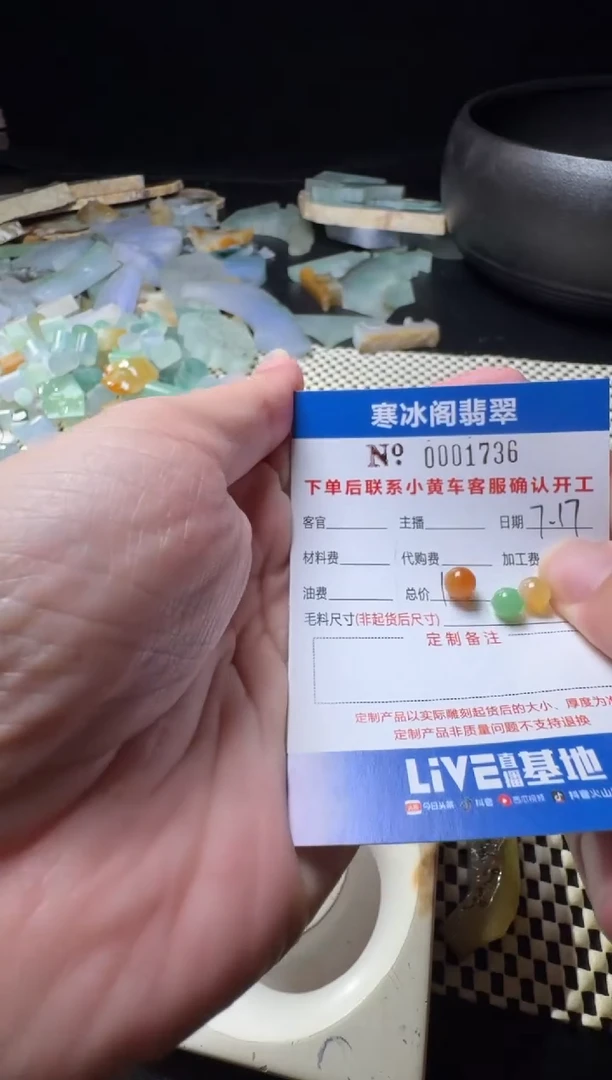 寒冰阁翡翠
Nº 0001736
下单后联系小黄车客服确认开工
客官 主播 日期 7-17
材料费 代购费 加工费
油费 总价
毛料尺寸(非起货后尺寸)
定制备注
定制产品以实际雕刻起货后的大小、厚度为
定制产品非质量问题不支持退换
LiVE直播基地
今日头条 抖音 西瓜视频 抖音火山